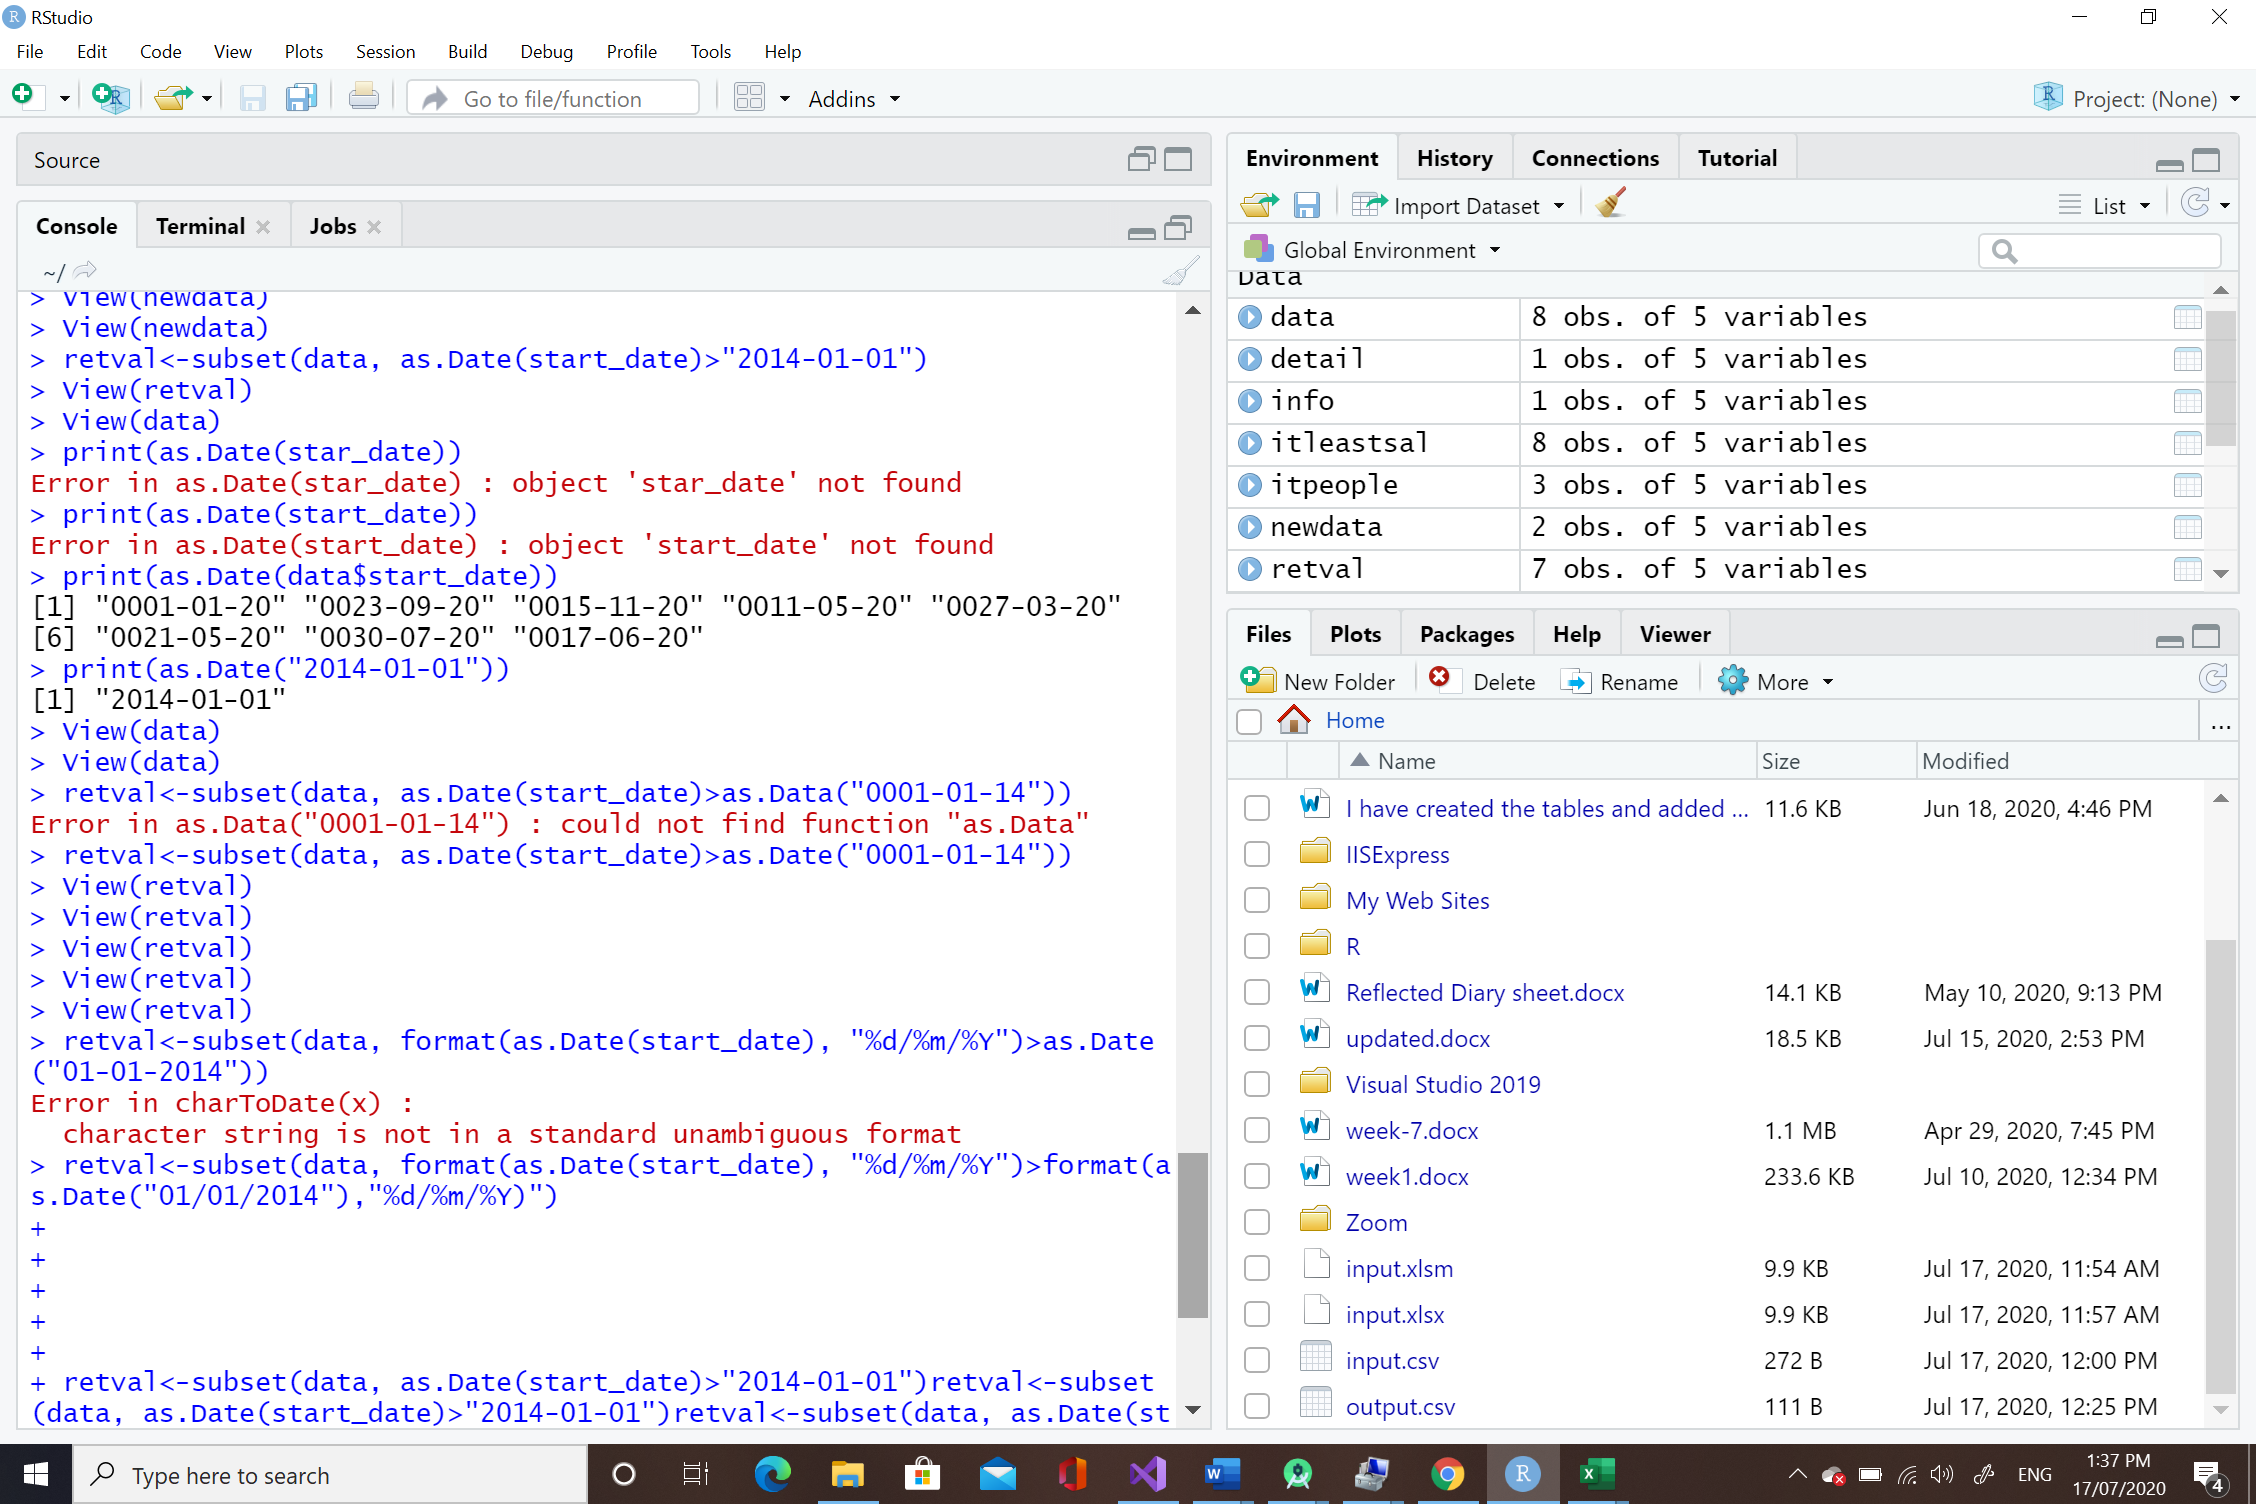 RStudio
File Edit Code View Plots Session Build Debug Profile Tools Help
Go to file/function Addins Project: (None)
Source
Console Terminal Jobs
~/
> View(newdata)
> View(newdata)
> retval<-subset(data, as.Date(start_date)>"2014-01-01")
> View(retval)
> View(data)
> print(as.Date(star_date))
Error in as.Date(star_date) : object 'star_date' not found
> print(as.Date(start_date))
Error in as.Date(start_date) : object 'start_date' not found
> print(as.Date(data$start_date))
[1] "0001-01-20" "0023-09-20" "0015-11-20" "0011-05-20" "0027-03-20"
[6] "0021-05-20" "0030-07-20" "0017-06-20"
> print(as.Date("2014-01-01"))
[1] "2014-01-01"
> View(data)
> View(data)
> retval<-subset(data, as.Date(start_date)>as.Data("0001-01-14"))
Error in as.Data("0001-01-14") : could not find function "as.Data"
> retval<-subset(data, as.Date(start_date)>as.Date("0001-01-14"))
> View(retval)
> View(retval)
> View(retval)
> View(retval)
> View(retval)
> retval<-subset(data, format(as.Date(start_date), "%d/%m/%Y")>as.Date
("01-01-2014"))
Error in charToDate(x) :
character string is not in a standard unambiguous format
> retval<-subset(data, format(as.Date(start_date), "%d/%m/%Y")>format(a
s.Date("01/01/2014"),"%d/%m/%Y)")
+
+
+
+
+
+ retval<-subset(data, as.Date(start_date)>"2014-01-01")retval<-subset
(data, as.Date(start_date)>"2014-01-01")retval<-subset(data, as.Date(st
Environment History Connections Tutorial
Import Dataset List
Global Environment
Data
data 8 obs. of 5 variables
detail 1 obs. of 5 variables
info 1 obs. of 5 variables
itleastsal 8 obs. of 5 variables
itpeople 3 obs. of 5 variables
newdata 2 obs. of 5 variables
retval 7 obs. of 5 variables
Files Plots Packages Help Viewer
New Folder Delete Rename More
Home ...
Name Size Modified
I have created the tables and added ... 11.6 KB Jun 18, 2020, 4:46 PM
IISExpress
My Web Sites
R
Reflected Diary sheet.docx 14.1 KB May 10, 2020, 9:13 PM
updated.docx 18.5 KB Jul 15, 2020, 2:53 PM
Visual Studio 2019
week-7.docx 1.1 MB Apr 29, 2020, 7:45 PM
week1.docx 233.6 KB Jul 10, 2020, 12:34 PM
Zoom
input.xlsm 9.9 KB Jul 17, 2020, 11:54 AM
input.xlsx 9.9 KB Jul 17, 2020, 11:57 AM
input.csv 272 B Jul 17, 2020, 12:00 PM
output.csv 111 B Jul 17, 2020, 12:25 PM
Type here to search
ENG
1:37 PM
17/07/2020
4